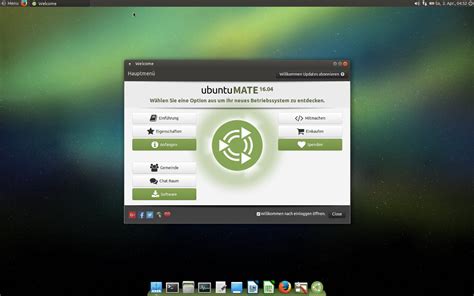 Menu Welcome Sa, 2. Apr., 04:32
Welcome
Hauptmenü
Willkommen Updates abonnieren
ubuntu MATE 16.04
Wählen Sie eine Option aus um Ihr neues Betriebssystem zu entdecken.
Einführung
Mitmachen
Eigenschaften
Einkaufen
Anfangen
Spenden
Gemeinde
Chat Raum
Software
Willkommen nach einloggen öffnen.
Close